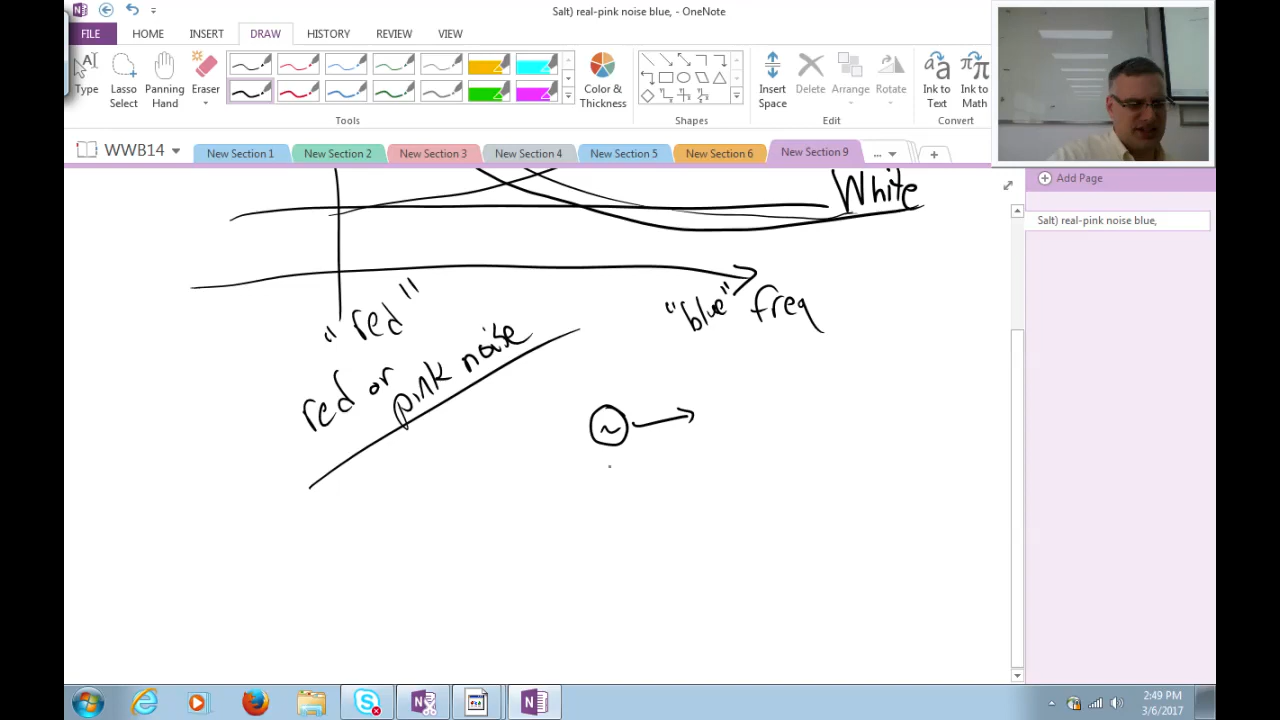 Salt) real-pink noise blue, - OneNote
FILE HOME INSERT DRAW HISTORY REVIEW VIEW
Type
Lasso Select
Panning Hand
Eraser
Color & Thickness
Insert Space
Delete
Arrange
Rotate
Ink to Text
Ink to Math
Tools
Shapes
Edit
Convert
WWB14
New Section 1
New Section 2
New Section 3
New Section 4
New Section 5
New Section 6
New Section 9
...
Add Page
Salt) real-pink noise blue,
White
"red"
"blue" freq
red or
pink noise
~
2:49 PM
3/6/2017